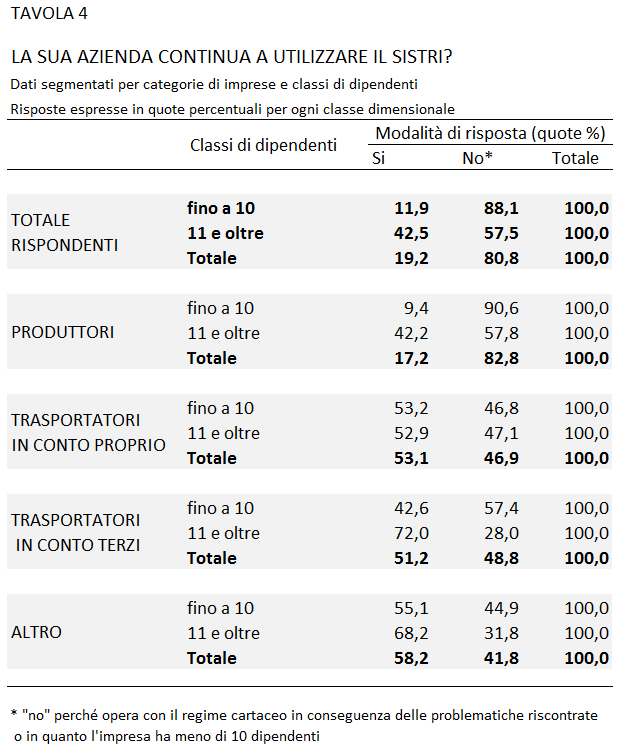 TAVOLA 4
LA SUA AZIENDA CONTINUA A UTILIZZARE IL SISTRI?
Dati segmentati per categorie di imprese e classi di dipendenti
Risposte espresse in quote percentuali per ogni classe dimensionale
Classi di dipendenti Modalità di risposta (quote %)
Si No* Totale
TOTALE RISPONDENTI
fino a 10 11,9 88,1 100,0
11 e oltre 42,5 57,5 100,0
Totale 19,2 80,8 100,0
PRODUTTORI
fino a 10 9,4 90,6 100,0
11 e oltre 42,2 57,8 100,0
Totale 17,2 82,8 100,0
TRASPORTATORI
IN CONTO PROPRIO
fino a 10 53,2 46,8 100,0
11 e oltre 52,9 47,1 100,0
Totale 53,1 46,9 100,0
TRASPORTATORI
IN CONTO TERZI
fino a 10 42,6 57,4 100,0
11 e oltre 72,0 28,0 100,0
Totale 51,2 48,8 100,0
ALTRO
fino a 10 55,1 44,9 100,0
11 e oltre 68,2 31,8 100,0
Totale 58,2 41,8 100,0
* "no" perché opera con il regime cartaceo in conseguenza delle problematiche riscontrate
o in quanto l'impresa ha meno di 10 dipendenti